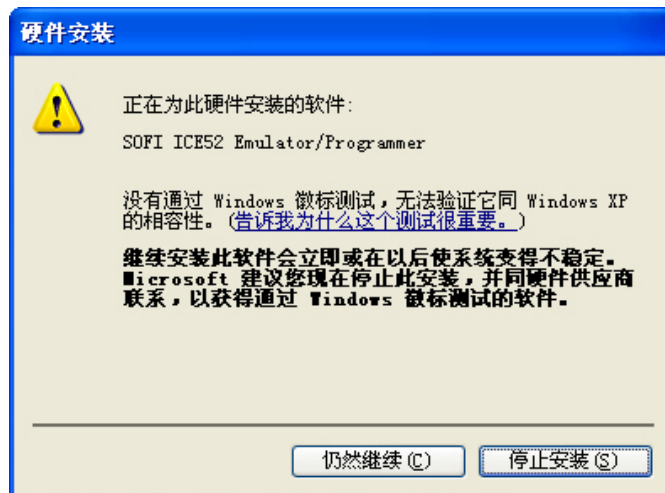 硬件安装
正在为此硬件安装的软件:
SOFI ICE52 Emulator/Programmer
没有通过 Windows 徽标测试，无法验证它同 Windows XP
的相容性。(告诉我为什么这个测试很重要。)
继续安装此软件会立即或在以后使系统变得不稳定。
Microsoft 建议您现在停止此安装，并同硬件供应商
联系，以获得通过 Windows 徽标测试的软件。
仍然继续(C)
停止安装(S)